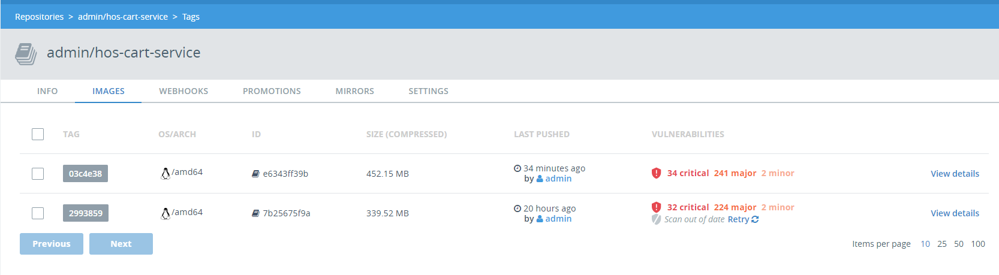 Repositories > admin/hos-cart-service > Tags
admin/hos-cart-service
INFO IMAGES WEBHOOKS PROMOTIONS MIRRORS SETTINGS
TAG OS/ARCH ID SIZE (COMPRESSED) LAST PUSHED VULNERABILITIES
03c4e38 /amd64 e6343ff39b 452.15 MB 34 minutes ago 34 critical 241 major 2 minor View details
by admin
2993859 /amd64 7b25675f9a 339.52 MB 20 hours ago 32 critical 224 major 2 minor View details
by admin Scan out of date Retry
Previous Next Items per page 10 25 50 100